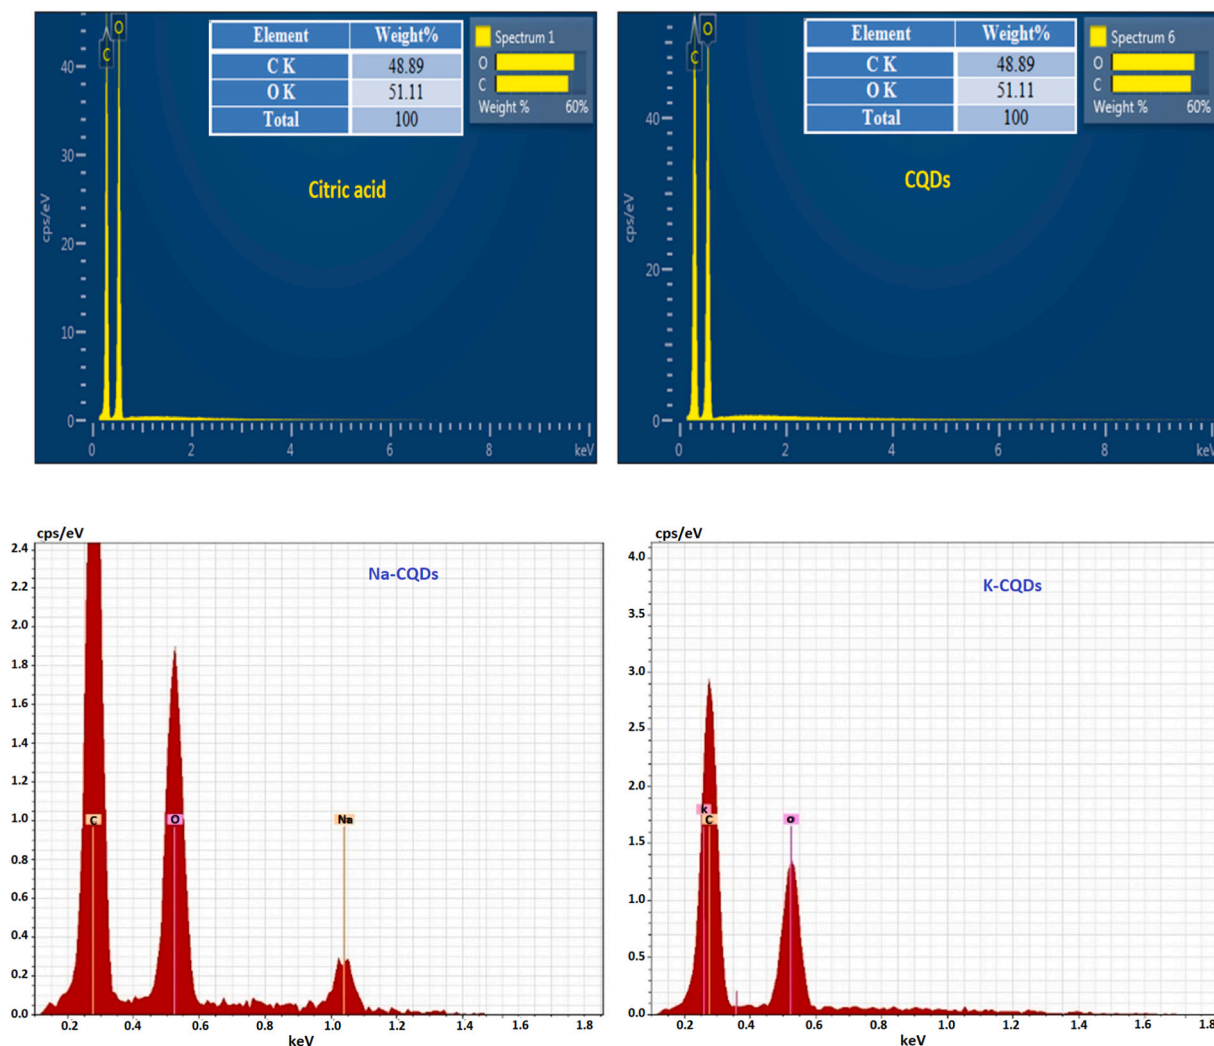 C O
Element Weight%
C K 48.89
O K 51.11
Total 100
Spectrum 1
O
C
Weight % 60%
Citric acid
cps/eV
40
30
20
10
0
0 2 4 6 8 keV
C O
Element Weight%
C K 48.89
O K 51.11
Total 100
Spectrum 6
O
C
Weight % 60%
CQDs
cps/eV
40
20
0
0 2 4 6 8 keV
cps/eV
Na-CQDs
2.4
2.2
2.0
1.8
1.6
1.4
1.2
1.0
0.8
0.6
0.4
0.2
0.0
C O Na
0.2 0.4 0.6 0.8 1.0 1.2 1.4 1.6 1.8
keV
cps/eV
K-CQDs
4.0
3.5
3.0
2.5
2.0
1.5
1.0
0.5
0.0
k
C o
0.2 0.4 0.6 0.8 1.0 1.2 1.4 1.6 1.8
keV